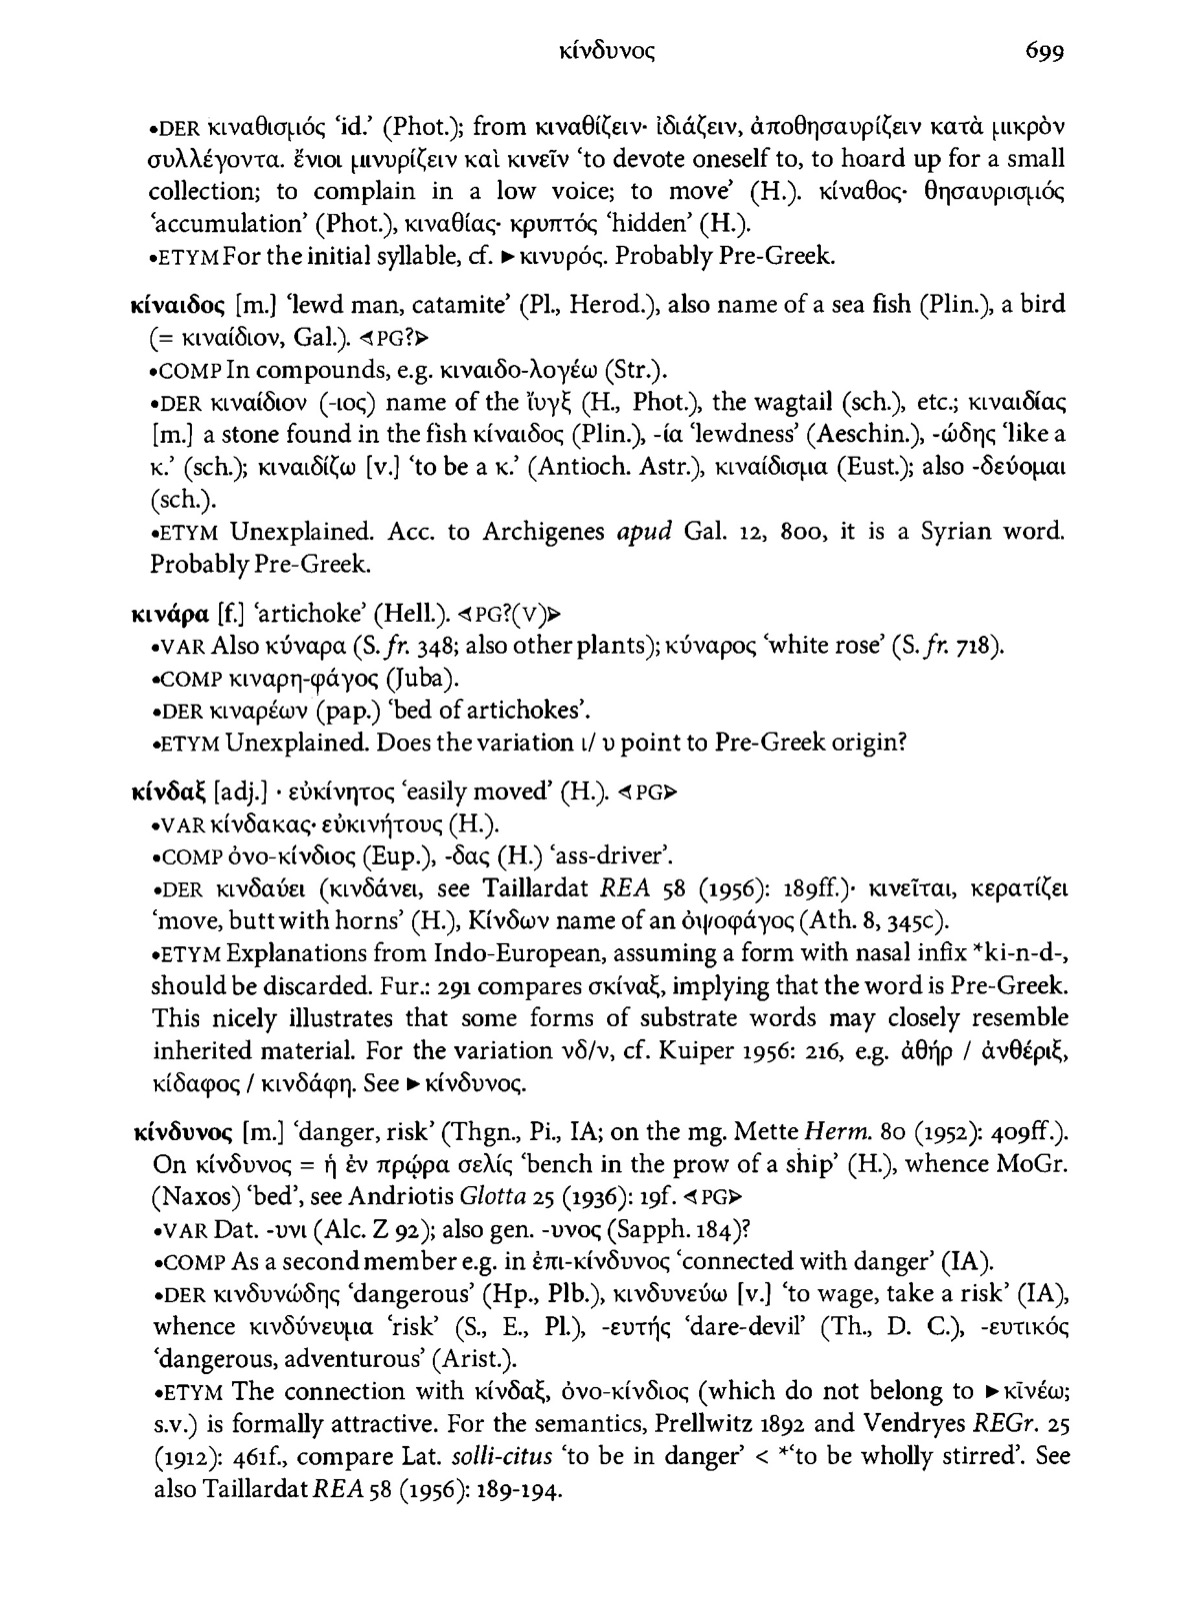 κίνδυνος 699
•DER κιναθισμός ‘id.’ (Phot.); from κιναθίζειν· ἰδιάζειν, ἀποθησαυρίζειν κατὰ μικρὸν
συλλέγοντα. ἔνιοι μινυρίζειν καὶ κινεῖν ‘to devote oneself to, to hoard up for a small
collection; to complain in a low voice; to move’ (H.). κίναθος· θησαυρισμός
‘accumulation’ (Phot.), κιναθίας· κρυπτός ‘hidden’ (H.).
•ETYM For the initial syllable, cf. ►κινυρός. Probably Pre-Greek.
κίναιδος [m.] ‘lewd man, catamite’ (Pl., Herod.), also name of a sea fish (Plin.), a bird
(= κιναίδιον, Gal.). ⊲PG?⊳
•COMP In compounds, e.g. κιναιδο-λογέω (Str.).
•DER κιναίδιον (-ιος) name of the ἴυγξ (H., Phot.), the wagtail (sch.), etc.; κιναιδίας
[m.] a stone found in the fish κίναιδος (Plin.), -ία ‘lewdness’ (Aeschin.), -ώδης ‘like a
κ.’ (sch.); κιναιδίζω [v.] ‘to be a κ.’ (Antioch. Astr.), κιναίδισμα (Eust.); also -δεύομαι
(sch.).
•ETYM Unexplained. Acc. to Archigenes apud Gal. 12, 800, it is a Syrian word.
Probably Pre-Greek.
κινάρα [f.] ‘artichoke’ (Hell.). ⊲PG?(V)⊳
•VAR Also κύναρα (S. fr. 348; also other plants); κύναρος ‘white rose’ (S. fr. 718).
•COMP κιναρη-φάγος (Juba).
•DER κιναρέων (pap.) ‘bed of artichokes’.
•ETYM Unexplained. Does the variation ι/ υ point to Pre-Greek origin?
κίνδαξ [adj.] · εὐκίνητος ‘easily moved’ (H.). ⊲PG⊳
•VAR κίνδακας· εὐκινήτους (H.).
•COMP ὀνο-κίνδιος (Eup.), -δας (H.) ‘ass-driver’.
•DER κινδαύει (κινδάνει, see Taillardat REA 58 (1956): 189ff.)· κινεῖται, κερατίζει
‘move, butt with horns’ (H.), Κίνδων name of an ὀψοφάγος (Ath. 8, 345c).
•ETYM Explanations from Indo-European, assuming a form with nasal infix *ki-n-d-,
should be discarded. Fur.: 291 compares σκίναξ, implying that the word is Pre-Greek.
This nicely illustrates that some forms of substrate words may closely resemble
inherited material. For the variation νδ/ν, cf. Kuiper 1956: 216, e.g. ἀθήρ / ἀνθέριξ,
κίδαφος / κινδάφη. See ►κίνδυνος.
κίνδυνος [m.] ‘danger, risk’ (Thgn., Pi., IA; on the mg. Mette Herm. 80 (1952): 409ff.).
On κίνδυνος = ἡ ἐν πρῴρα σελίς ‘bench in the prow of a ship’ (H.), whence MoGr.
(Naxos) ‘bed’, see Andriotis Glotta 25 (1936): 19f. ⊲PG⊳
•VAR Dat. -υνι (Alc. Z 92); also gen. -υνος (Sapph. 184)?
•COMP As a second member e.g. in ἐπι-κίνδυνος ‘connected with danger’ (IA).
•DER κινδυνώδης ‘dangerous’ (Hp., Plb.), κινδυνεύω [v.] ‘to wage, take a risk’ (IA),
whence κινδύνευμα ‘risk’ (S., E., Pl.), -ευτής ‘dare-devil’ (Th., D. C.), -ευτικός
‘dangerous, adventurous’ (Arist.).
•ETYM The connection with κίνδαξ, ὀνο-κίνδιος (which do not belong to ►κῑνέω;
s.v.) is formally attractive. For the semantics, Prellwitz 1892 and Vendryes REGr. 25
(1912): 461f., compare Lat. solli-citus ‘to be in danger’ < *‘to be wholly stirred’. See
also Taillardat REA 58 (1956): 189-194.